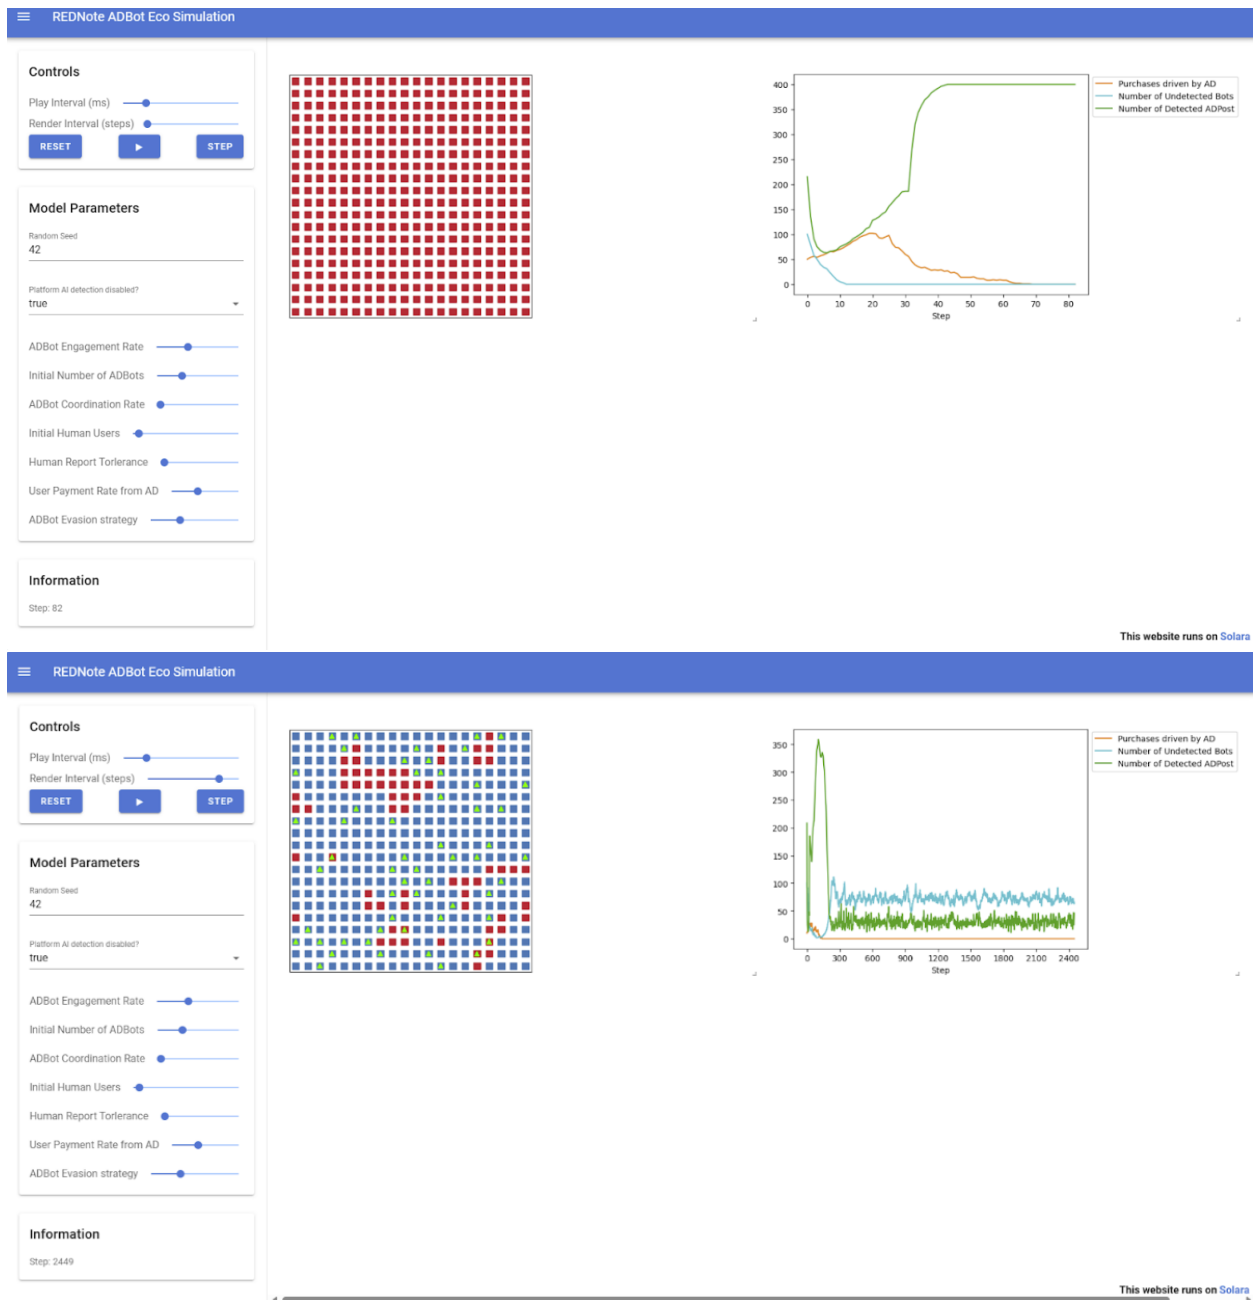 REDNote ADBot Eco Simulation
Controls
Play Interval (ms)
Render Interval (steps)
RESET STEP
Model Parameters
Random Seed
42
Platform AI detection disabled?
true
ADBot Engagement Rate
Initial Number of ADBots
ADBot Coordination Rate
Initial Human Users
Human Report Torlerance
User Payment Rate from AD
ADBot Evasion strategy
Information
Step: 82
400
350
300
250
200
150
100
50
0
0 10 20 30 40 50 60 70 80
Step
Purchases driven by AD
Number of Undetected Bots
Number of Detected ADPost
This website runs on Solara
REDNote ADBot Eco Simulation
Controls
Play Interval (ms)
Render Interval (steps)
RESET STEP
Model Parameters
Random Seed
42
Platform AI detection disabled?
true
ADBot Engagement Rate
Initial Number of ADBots
ADBot Coordination Rate
Initial Human Users
Human Report Torlerance
User Payment Rate from AD
ADBot Evasion strategy
Information
Step: 2449
350
300
250
200
150
100
50
0
0 300 600 900 1200 1500 1800 2100 2400
Step
Purchases driven by AD
Number of Undetected Bots
Number of Detected ADPost
This website runs on Solara